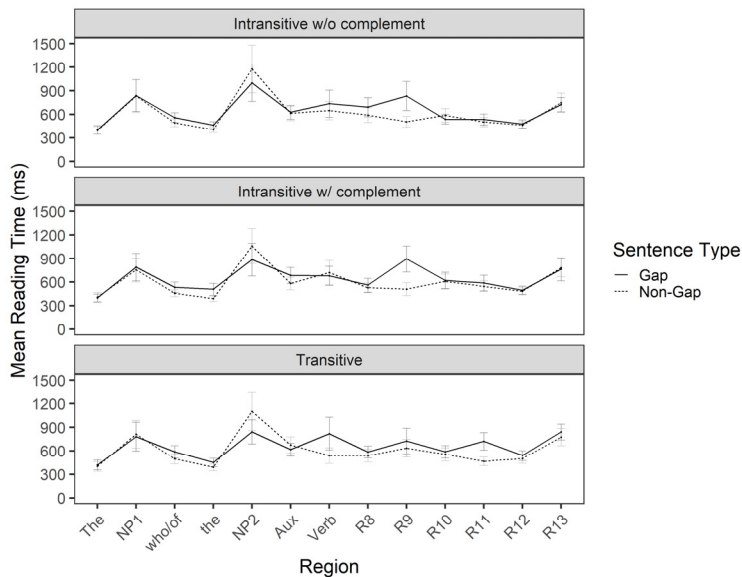 Intransitive w/o complement
1500
1200
900
600
300
0
Intransitive w/ complement
1500
1200
900
600
300
0
Transitive
1500
1200
900
600
300
0
Mean Reading Time (ms)
The NP1 who/of the NP2 Aux Verb R8 R9 R10 R11 R12 R13
Region
Sentence Type
Gap
Non-Gap